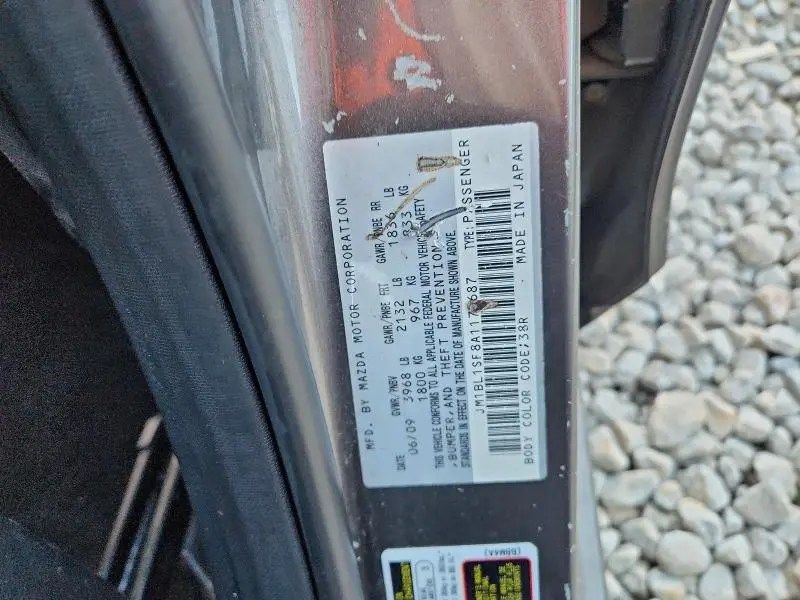 MFD. BY MAZDA MOTOR CORPORATION
DATE GVWR/PNBV GAWR/PNBE FRT GAWR/PNBE RR
06/09 3968 LB 2132 LB 1836 LB
1800 KG 967 KG 833 KG
THIS VEHICLE CONFORMS TO ALL APPLICABLE FEDERAL MOTOR VEHICLE SAFETY
,BUMPER,AND THEFT PREVENTION
STANDARDS IN EFFECT ON THE DATE OF MANUFACTURE SHOWN ABOVE.
TYPE: PASSENGER
BODY COLOR CODE;38R MADE IN JAPAN
(BBM4A)